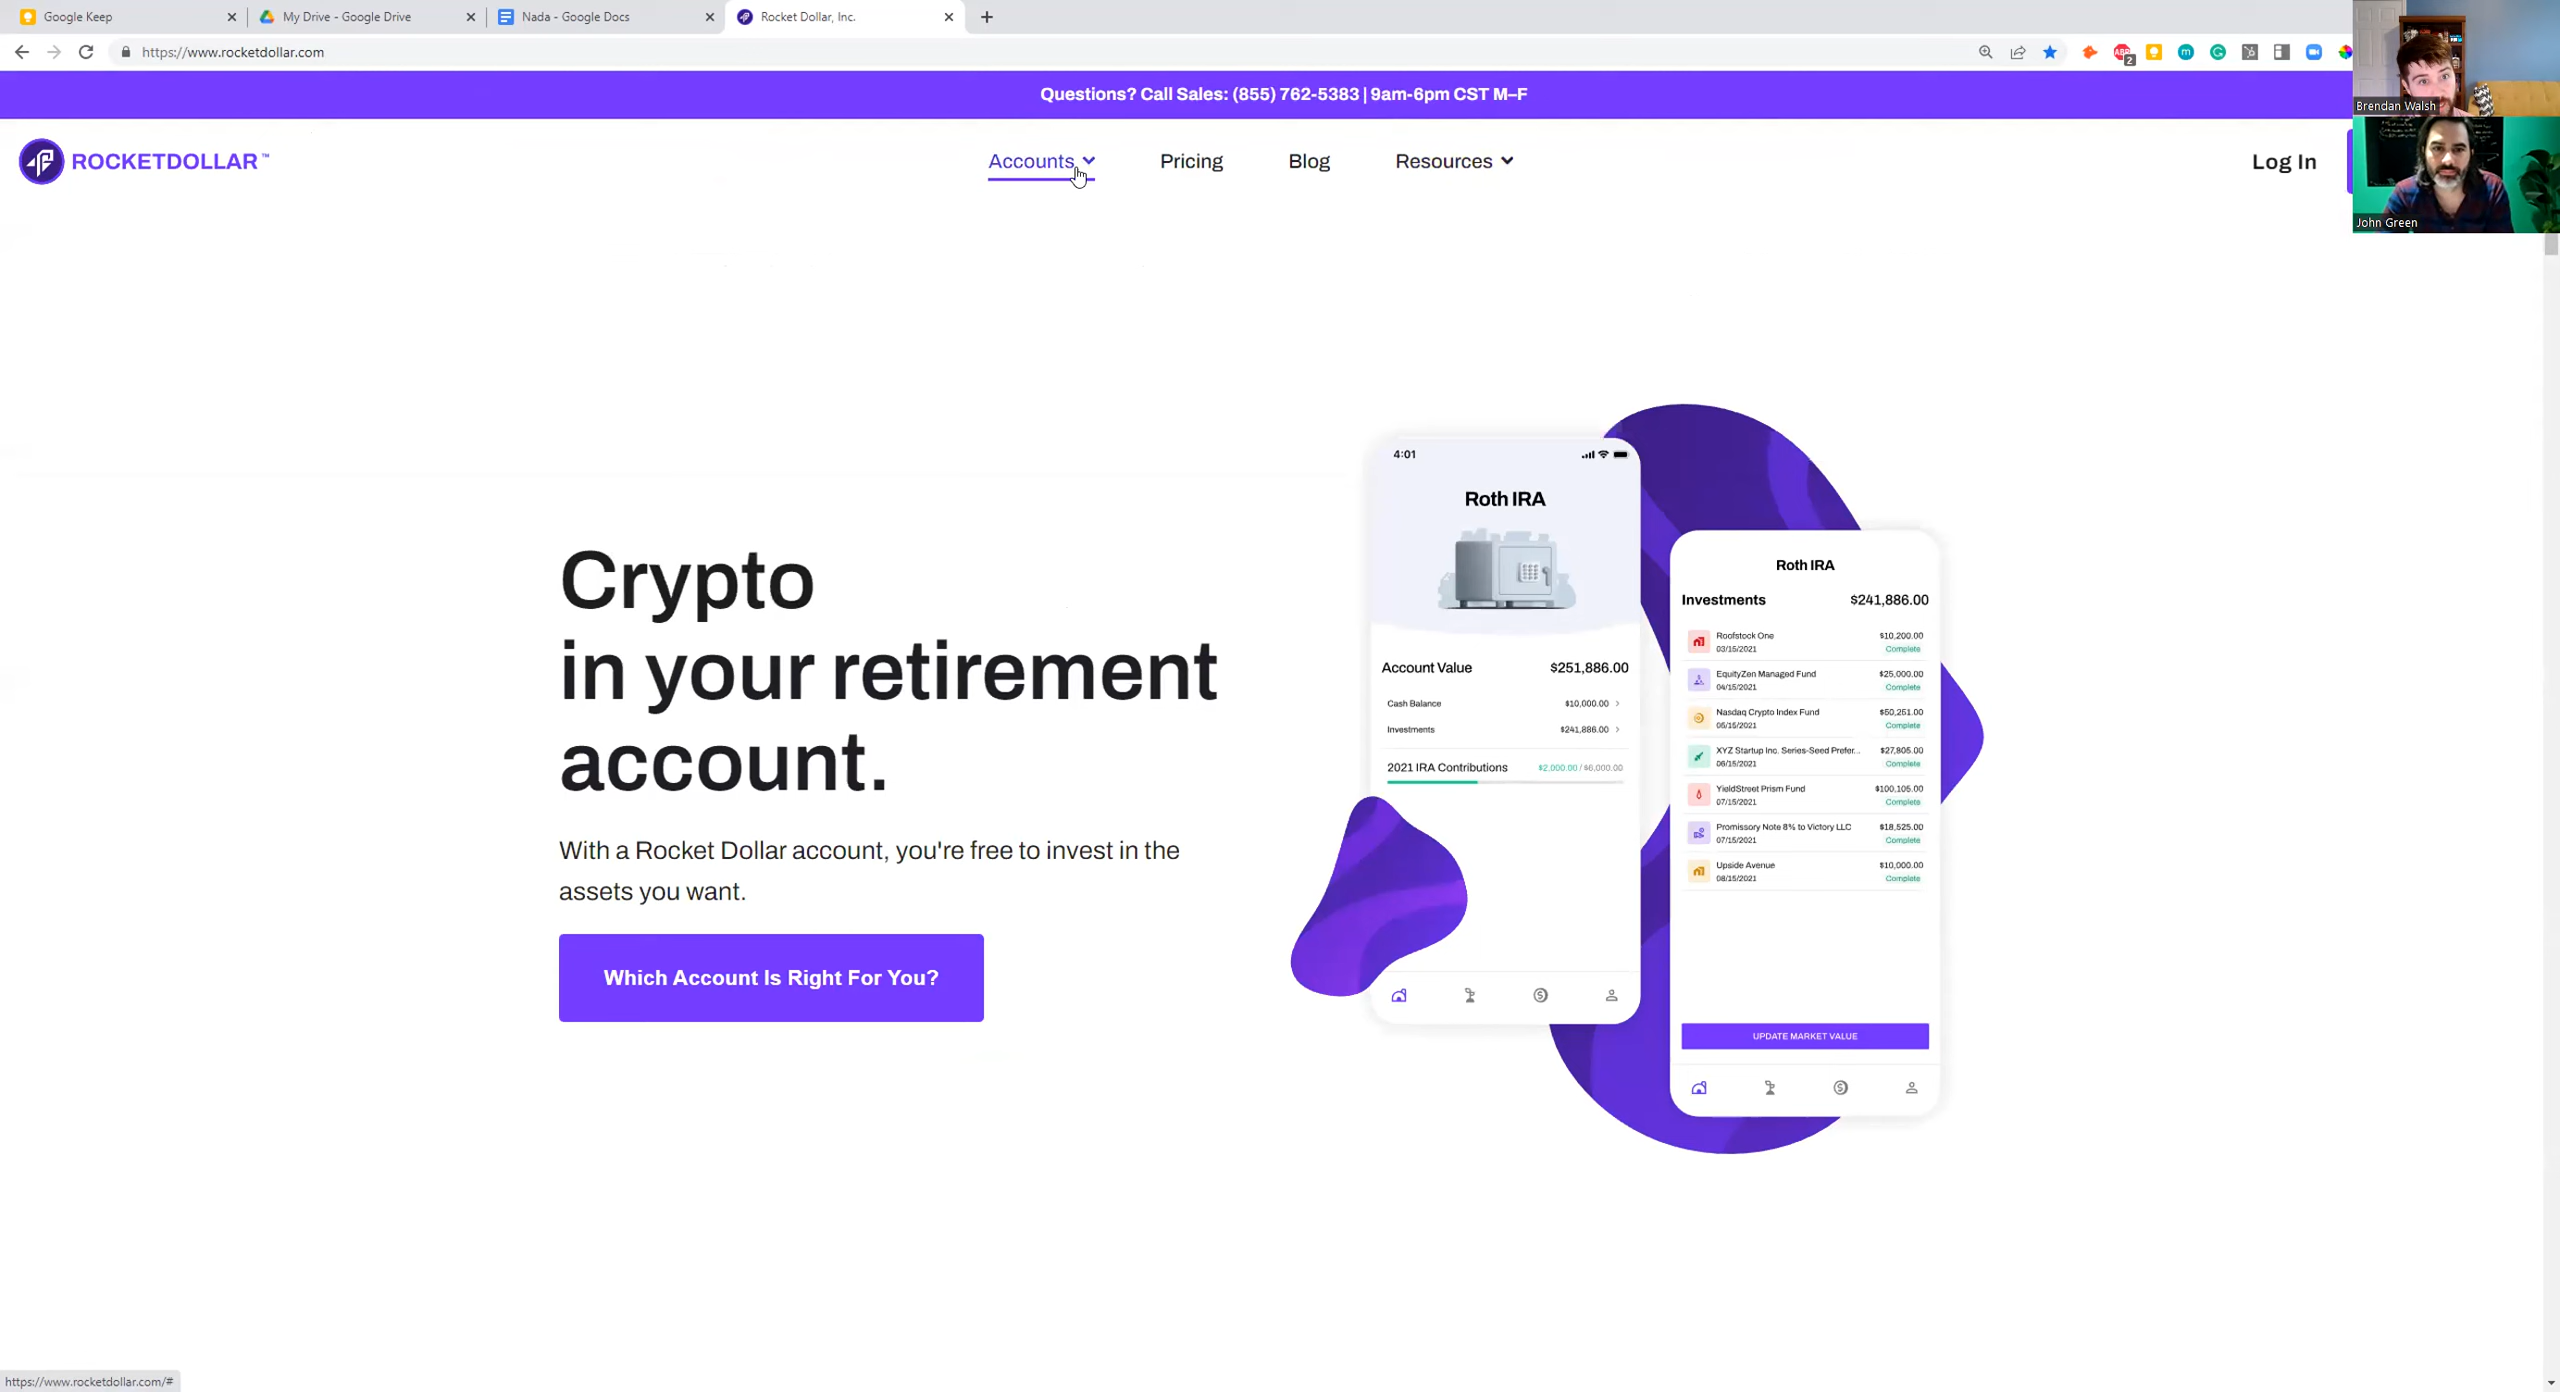 Google Keep
My Drive - Google Drive
Nada - Google Docs
Rocket Dollar, Inc.
https://www.rocketdollar.com
ABP
2
Questions? Call Sales: (855) 762-5383 | 9am-6pm CST M–F
ROCKETDOLLAR™
Accounts
Pricing
Blog
Resources
Log In
Brendan Walsh
John Green
Crypto
in your retirement
account.
With a Rocket Dollar account, you're free to invest in the
assets you want.
Which Account Is Right For You?
4:01
Roth IRA
Account Value $251,886.00
Cash Balance $10,000.00
Investments $241,886.00
2021 IRA Contributions $2,000.00 / $6,000.00
Roth IRA
Investments $241,886.00
Roofstock One $10,200.00
03/15/2021 Complete
EquityZen Managed Fund $25,000.00
04/15/2021 Complete
Nasdaq Crypto Index Fund $50,251.00
05/15/2021 Complete
XYZ Startup Inc. Series-Seed Prefer... $27,805.00
06/15/2021 Complete
YieldStreet Prism Fund $100,105.00
07/15/2021 Complete
Promissory Note 8% to Victory LLC $18,525.00
07/15/2021 Complete
Upside Avenue $10,000.00
08/15/2021 Complete
UPDATE MARKET VALUE
https://www.rocketdollar.com/#